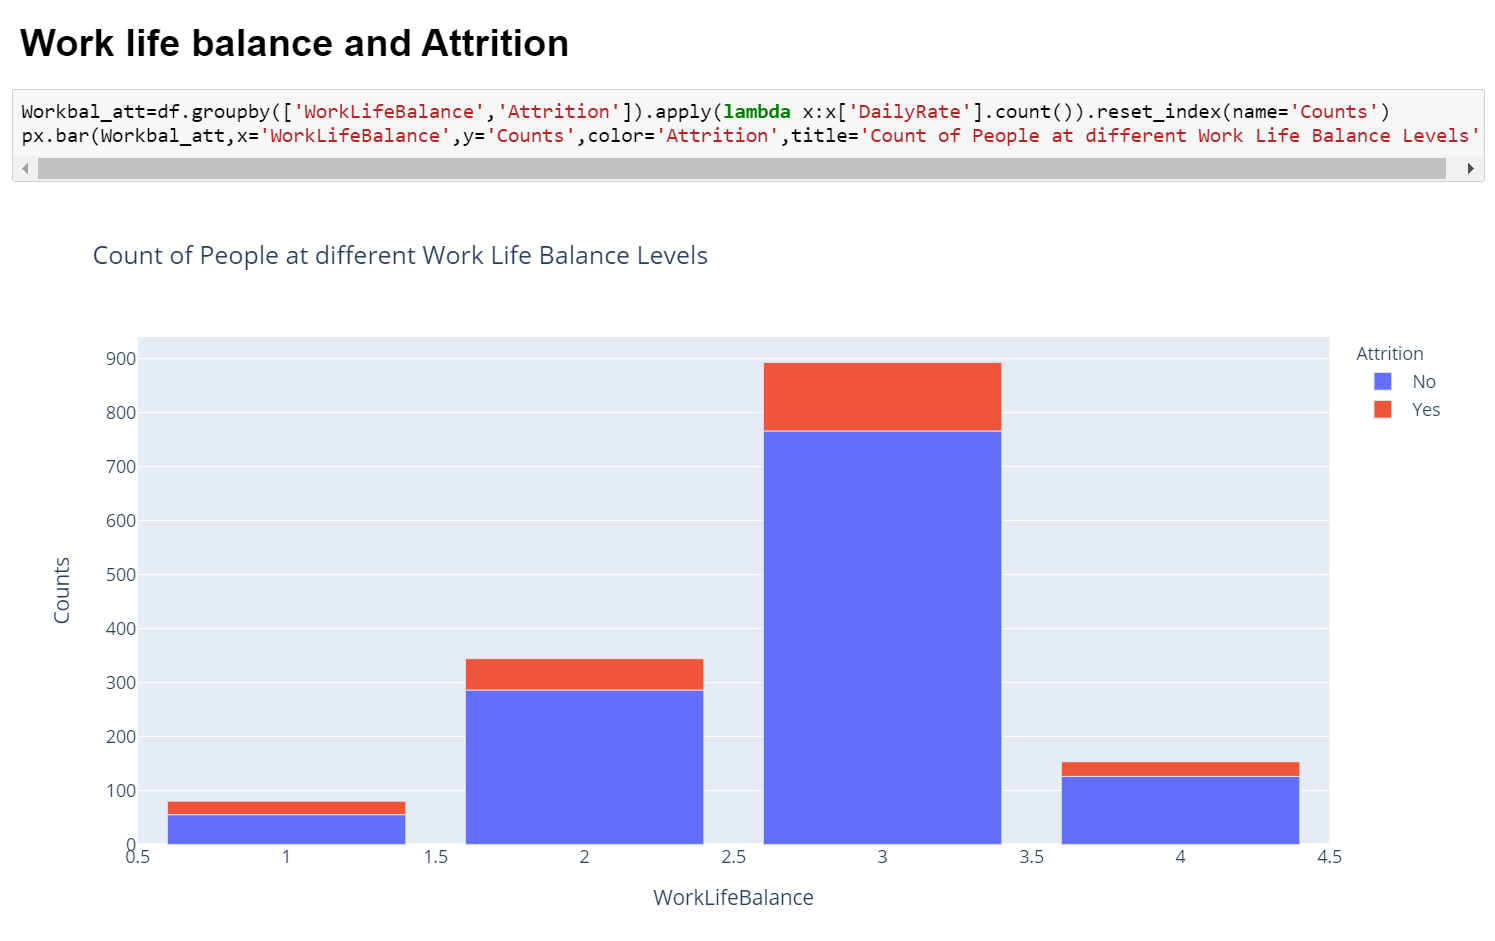 Work life balance and Attrition
Workbal_att=df.groupby(['WorkLifeBalance','Attrition']).apply(lambda x:x['DailyRate'].count()).reset_index(name='Counts')
px.bar(Workbal_att,x='WorkLifeBalance',y='Counts',color='Attrition',title='Count of People at different Work Life Balance Levels'
Count of People at different Work Life Balance Levels
Attrition
No
Yes
Counts
900
800
700
600
500
400
300
200
100
0
0.5 1 1.5 2 2.5 3 3.5 4 4.5
WorkLifeBalance